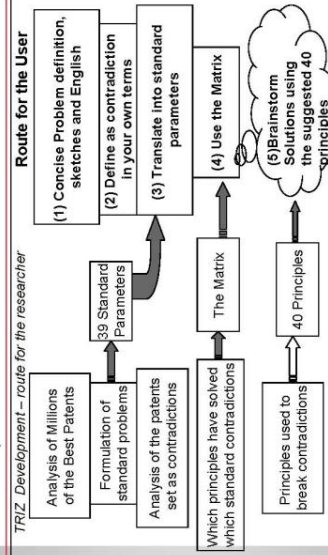 TRIZ Development – route for the researcher
Route for the User
Analysis of Millions
of the Best Patents
Formulation of
standard problems
Analysis of the patents
set as contradictions
39 Standard
Parameters
(1) Concise Problem definition,
sketches and English
(2) Define as contradiction
in your own terms
(3) Translate into standard
parameters
Which principles have solved
which standard contradictions
The Matrix
(4) Use the Matrix
Principles used to
break contradictions
40 Principles
(5)Brainstorm
Solutions using
the suggested 40
principles